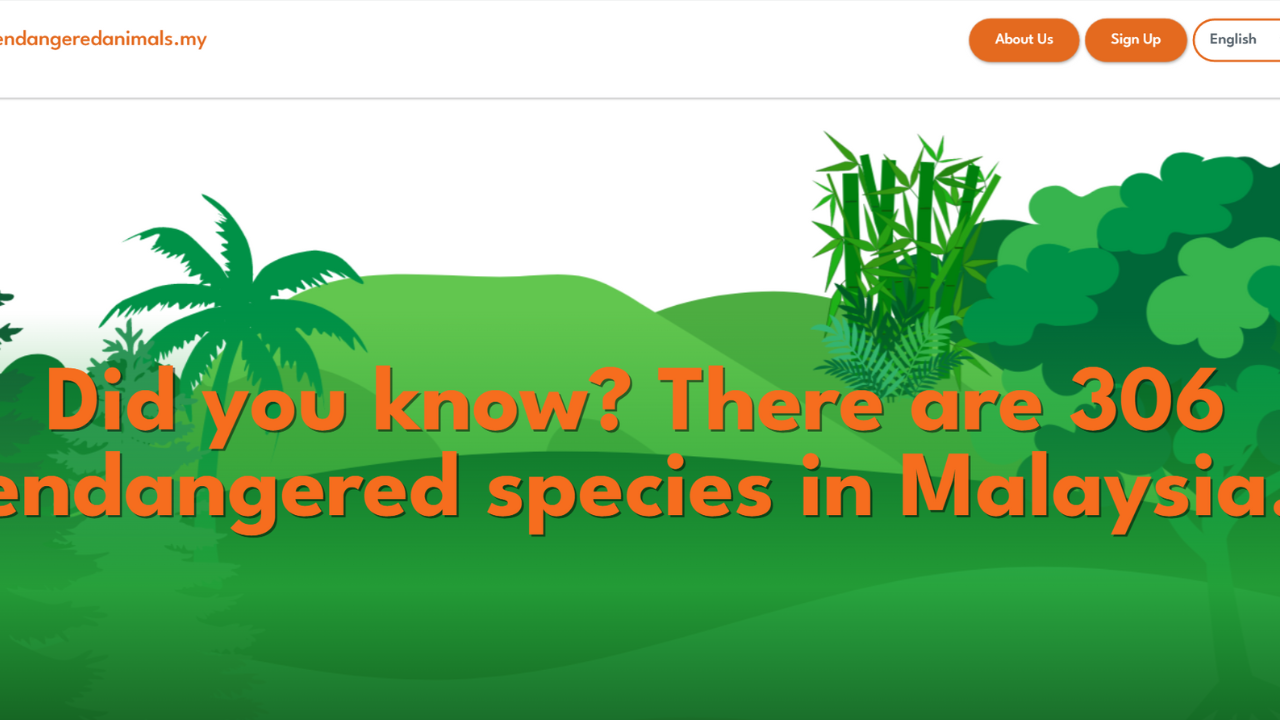 endangeredanimals.my
About Us
Sign Up
English
Did you know? There are 306
endangered species in Malaysia.